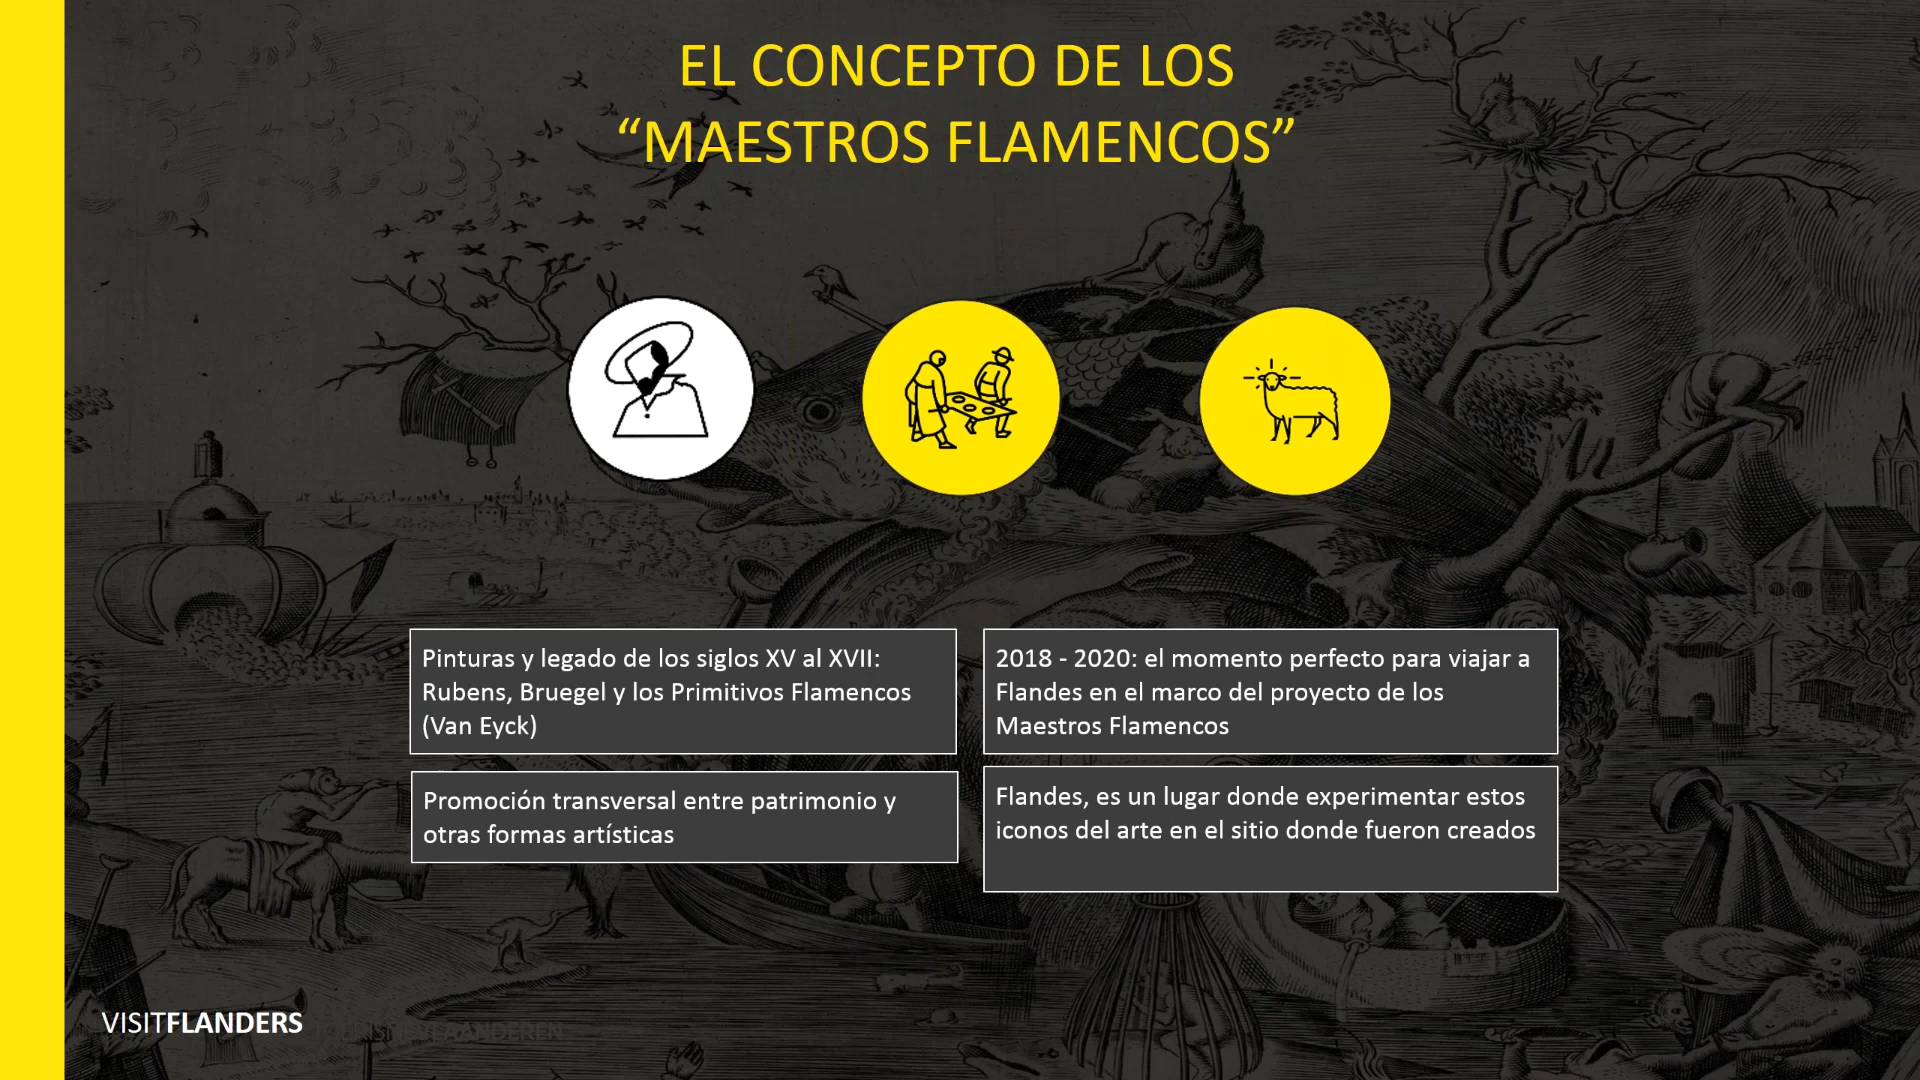 EL CONCEPTO DE LOS
“MAESTROS FLAMENCOS”
Pinturas y legado de los siglos XV al XVII:
Rubens, Bruegel y los Primitivos Flamencos
(Van Eyck)
2018 - 2020: el momento perfecto para viajar a
Flandes en el marco del proyecto de los
Maestros Flamencos
Promoción transversal entre patrimonio y
otras formas artísticas
Flandes, es un lugar donde experimentar estos
iconos del arte en el sitio donde fueron creados
VISITFLANDERS